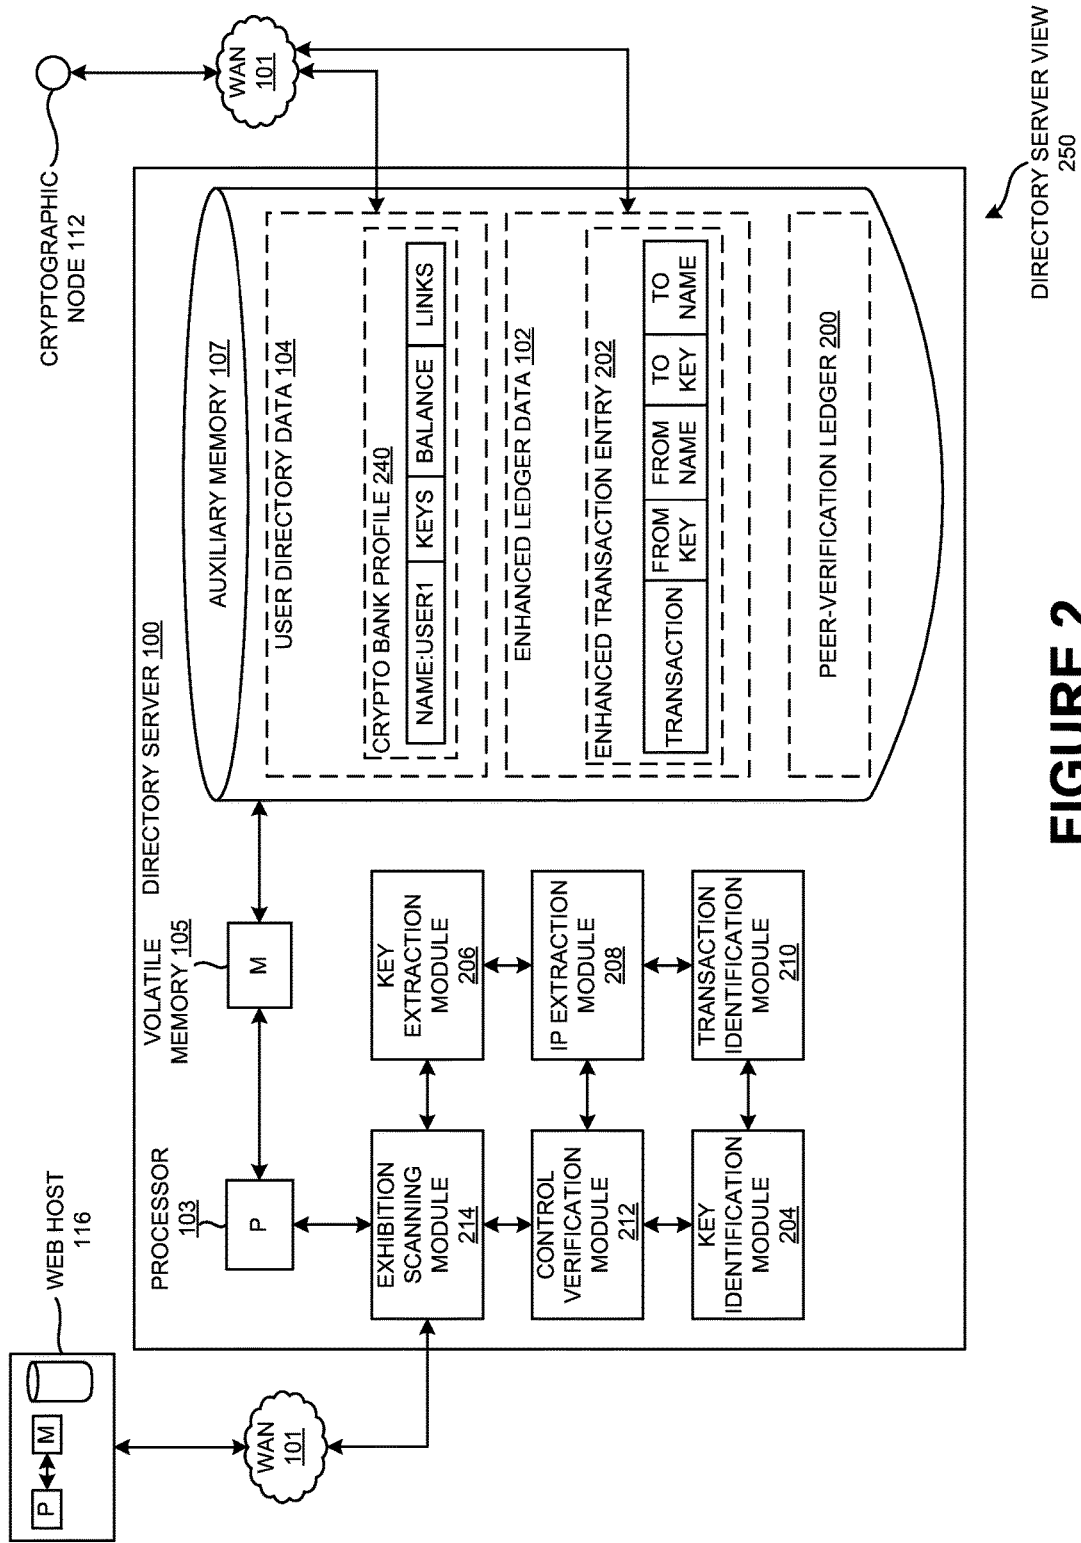 WEB HOST
116
P
M
WAN
101
CRYPTOGRAPHIC
NODE 112
WAN
101
DIRECTORY SERVER 100
PROCESSOR
103
P
VOLATILE
MEMORY 105
M
EXHIBITION
SCANNING
MODULE
214
KEY
EXTRACTION
MODULE
206
CONTROL
VERIFICATION
MODULE
212
IP EXTRACTION
MODULE
208
KEY
IDENTIFICATION
MODULE
204
TRANSACTION
IDENTIFICATION
MODULE
210
AUXILIARY MEMORY 107
USER DIRECTORY DATA 104
CRYPTO BANK PROFILE 240
NAME:USER1 KEYS BALANCE LINKS
ENHANCED LEDGER DATA 102
ENHANCED TRANSACTION ENTRY 202
TRANSACTION
FROM
KEY
FROM
NAME
TO
KEY
TO
NAME
PEER-VERIFICATION LEDGER 200
DIRECTORY SERVER VIEW
250
FIGURE 2